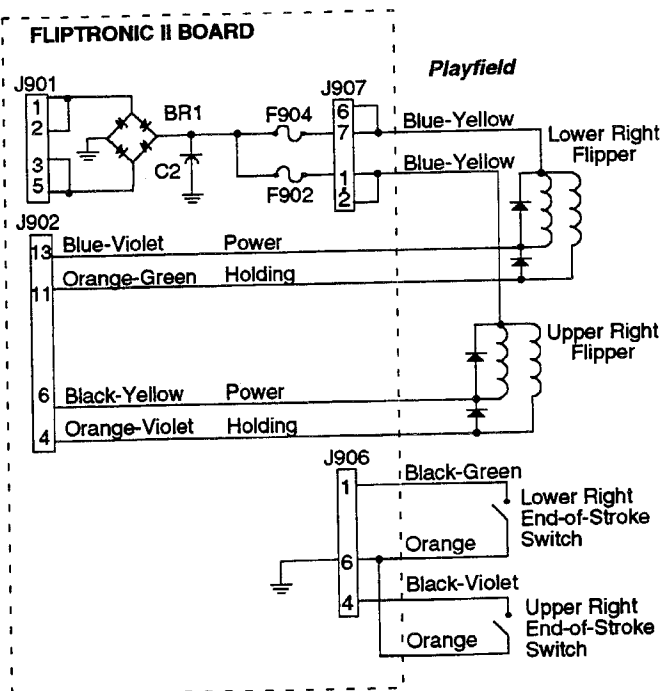 FLIPTRONIC II BOARD
Playfield
J901
1
2
3
5
BR1
C2
F904
F902
J907
6
7
1
2
Blue-Yellow
Blue-Yellow
Lower Right
Flipper
J902
13
Blue-Violet Power
11
Orange-Green Holding
Upper Right
Flipper
6
Black-Yellow Power
4
Orange-Violet Holding
J906
1
Black-Green
Lower Right
End-of-Stroke
Switch
Orange
6
Black-Violet
4
Upper Right
End-of-Stroke
Switch
Orange